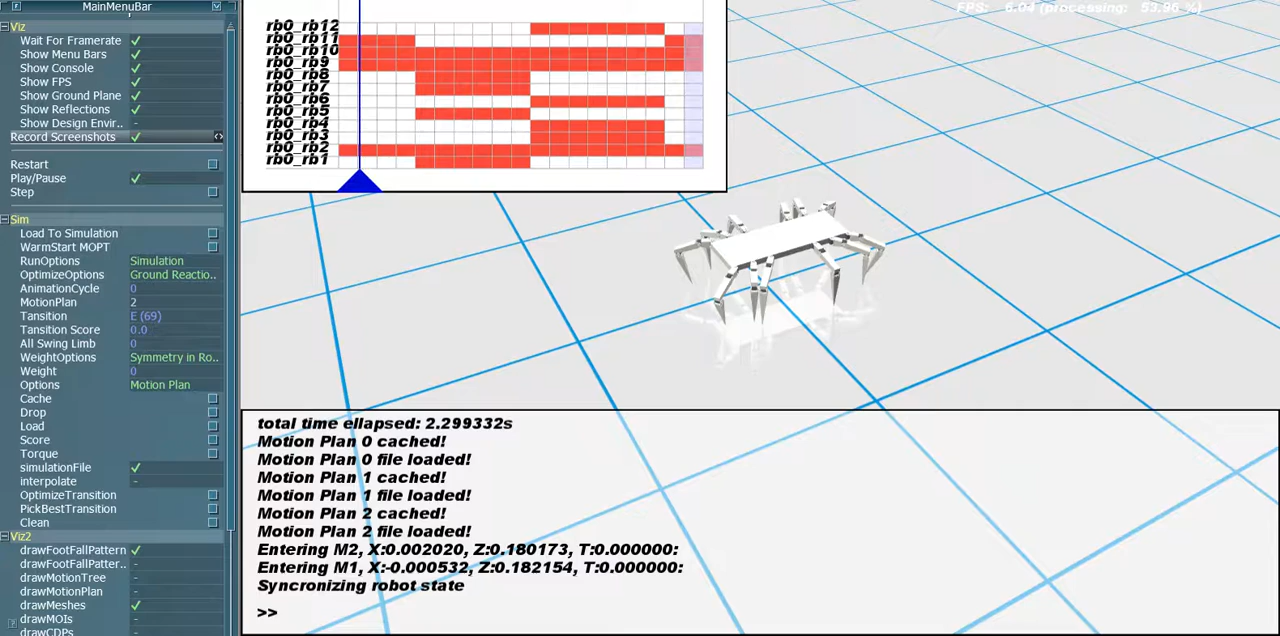 MainMenuBar
Viz
Wait For Framerate
Show Menu Bars
Show Console
Show FPS
Show Ground Plane
Show Reflections
Show Design Envir..
Record Screenshots
Restart
Play/Pause
Step
Sim
Load To Simulation
WarmStart MOPT
RunOptions Simulation
OptimizeOptions Ground Reactio..
AnimationCycle 0
MotionPlan 2
Tansition E (69)
Tansition Score 0.0
All Swing Limb 0
WeightOptions Symmetry in Ro..
Weight 0
Options Motion Plan
Cache
Drop
Load
Score
Torque
simulationFile
interpolate
OptimizeTransition
PickBestTransition
Clean
Viz2
drawFootFallPattern
drawFootFallPatter..
drawMotionTree
drawMotionPlan
drawMeshes
drawMOIs
drawCDPs
rb0_rb12
rb0_rb11
rb0_rb10
rb0_rb9
rb0_rb8
rb0_rb7
rb0_rb6
rb0_rb5
rb0_rb4
rb0_rb3
rb0_rb2
rb0_rb1
FPS: 6.04 (processing: 53.96 %)
total time ellapsed: 2.299332s
Motion Plan 0 cached!
Motion Plan 0 file loaded!
Motion Plan 1 cached!
Motion Plan 1 file loaded!
Motion Plan 2 cached!
Motion Plan 2 file loaded!
Entering M2, X:0.002020, Z:0.180173, T:0.000000:
Entering M1, X:-0.000532, Z:0.182154, T:0.000000:
Syncronizing robot state
>>